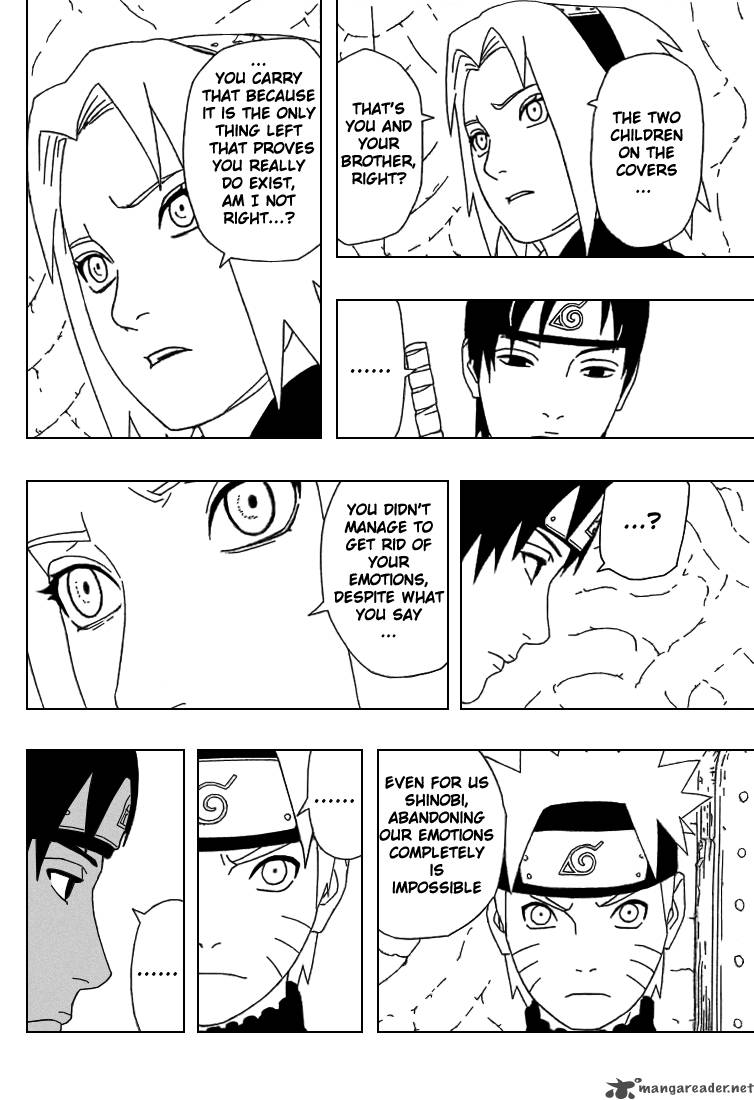 THE TWO
CHILDREN
ON THE
COVERS
...
THAT'S
YOU AND
YOUR
BROTHER,
RIGHT?
...
YOU CARRY
THAT BECAUSE
IT IS THE ONLY
THING LEFT
THAT PROVES
YOU REALLY
DO EXIST,
AM I NOT
RIGHT...?
......
...?
YOU DIDN'T
MANAGE TO
GET RID OF
YOUR
EMOTIONS,
DESPITE WHAT
YOU SAY
...
EVEN FOR US
SHINOBI,
ABANDONING
OUR EMOTIONS
COMPLETELY
IS
IMPOSSIBLE
......
......
mangareader.net